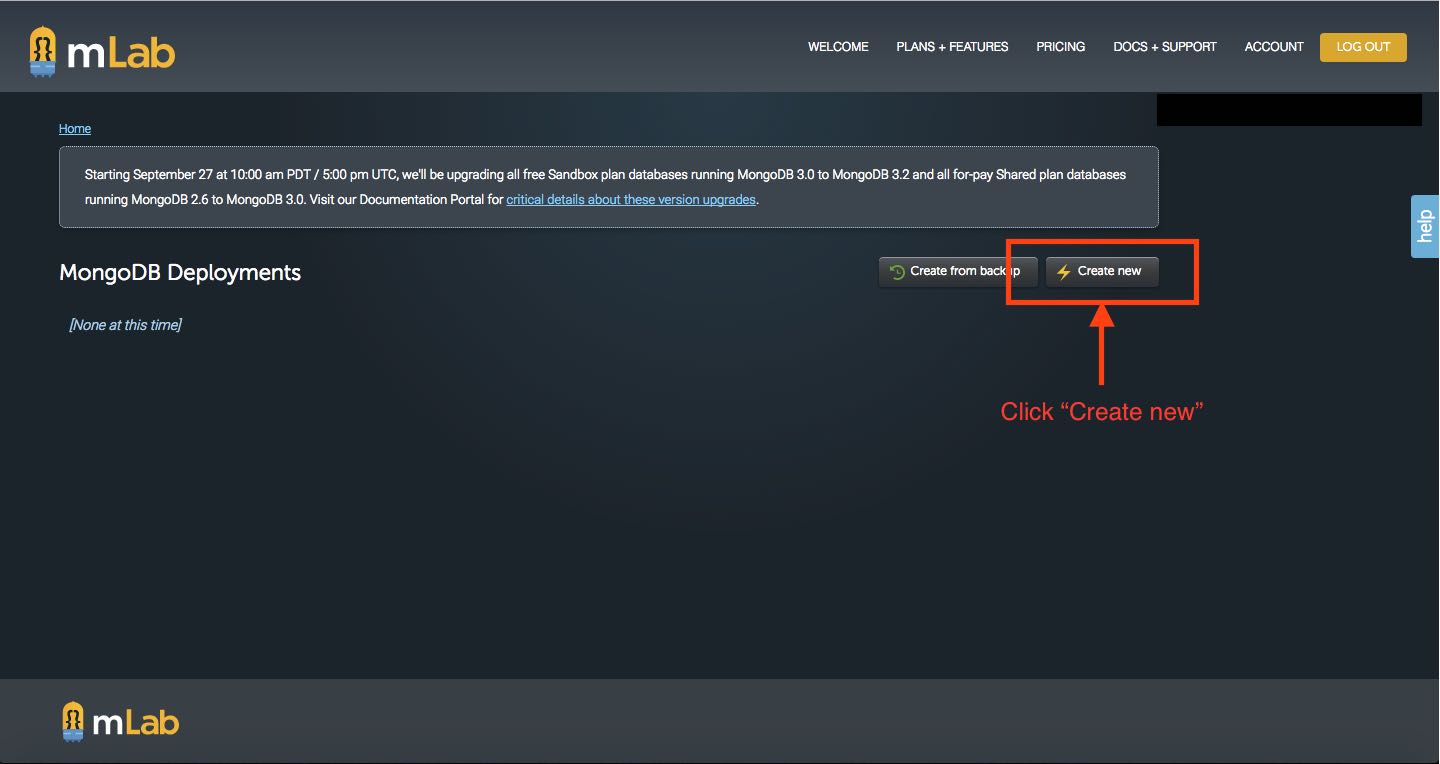 mLab
WELCOME PLANS + FEATURES PRICING DOCS + SUPPORT ACCOUNT LOG OUT
Home
Starting September 27 at 10:00 am PDT / 5:00 pm UTC, we'll be upgrading all free Sandbox plan databases running MongoDB 3.0 to MongoDB 3.2 and all for-pay Shared plan databases
running MongoDB 2.6 to MongoDB 3.0. Visit our Documentation Portal for critical details about these version upgrades.
help
MongoDB Deployments
Create from backup Create new
[None at this time]
Click “Create new”
mLab